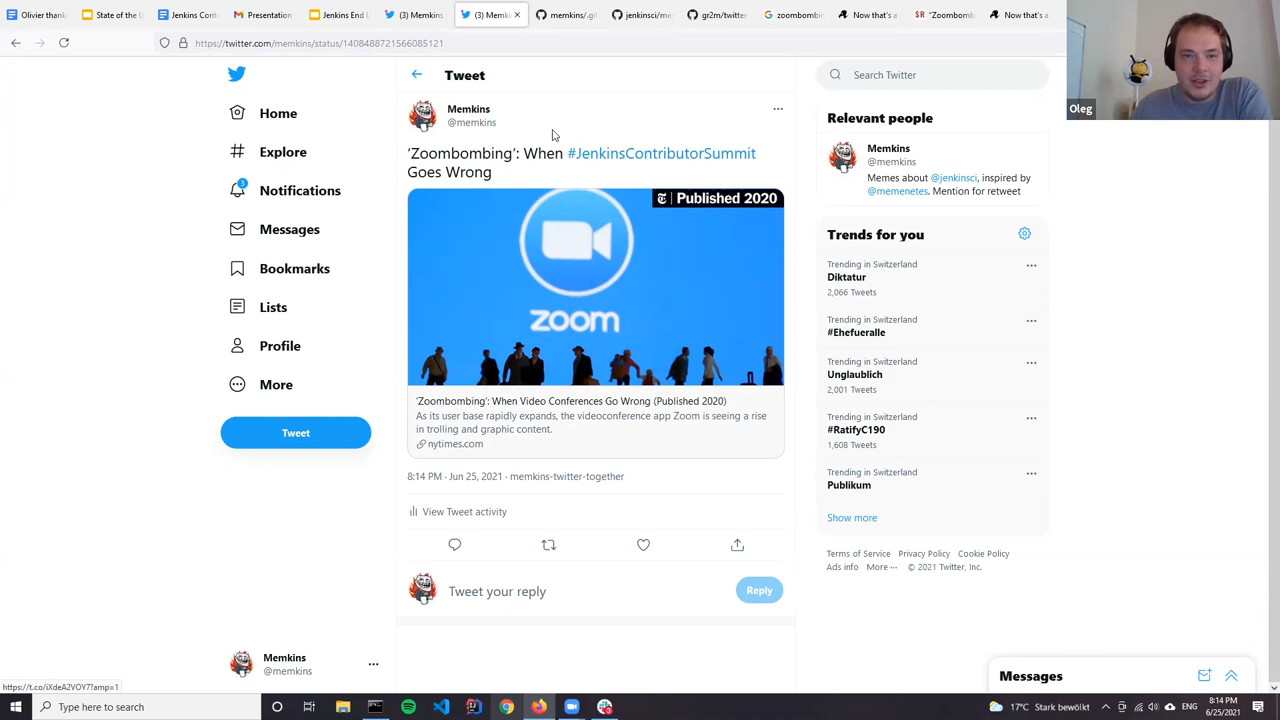 Olivier thank
State of the U
Jenkins Cont
Presentation
Jenkins End U
(3) Memkins
(3) Memk
memkins/.git
jenkinsci/me
gr2m/twitter
zoombombin
Now that's a
"Zoombomb
Now that's a
https://twitter.com/memkins/status/1408488721566085121
Oleg
Home
Explore
3
Notifications
Messages
Bookmarks
Lists
Profile
More
Tweet
Memkins
@memkins
Tweet
Memkins
@memkins
‘Zoombombing’: When #JenkinsContributorSummit
Goes Wrong
Published 2020
zoom
‘Zoombombing’: When Video Conferences Go Wrong (Published 2020)
As its user base rapidly expands, the videoconference app Zoom is seeing a rise
in trolling and graphic content.
nytimes.com
8:14 PM · Jun 25, 2021 · memkins-twitter-together
View Tweet activity
Tweet your reply
Reply
Search Twitter
Relevant people
Memkins
@memkins
Memes about @jenkinsci, inspired by
@memenetes. Mention for retweet
Trends for you
Trending in Switzerland
Diktatur
2,066 Tweets
Trending in Switzerland
#Ehefueralle
Trending in Switzerland
Unglaublich
2,001 Tweets
Trending in Switzerland
#RatifyC190
1,608 Tweets
Trending in Switzerland
Publikum
Show more
Terms of Service Privacy Policy Cookie Policy
Ads info More ··· © 2021 Twitter, Inc.
Messages
https://t.co/iXdeA2VOY7?amp=1
Type here to search
17°C Stark bewölkt
ENG
8:14 PM
6/25/2021